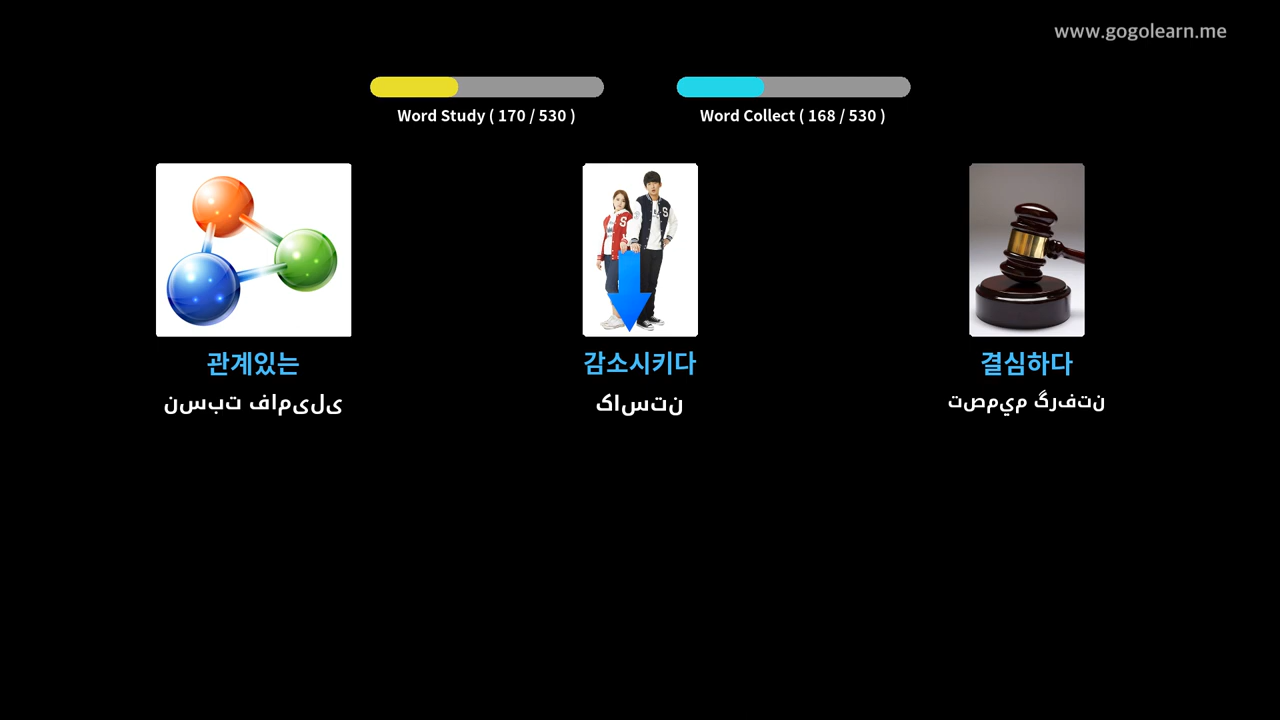 www.gogolearn.me
Word Study ( 170 / 530 )
Word Collect ( 168 / 530 )
관계있는
감소시키다
결심하다
نسبت فامیلی
کاستن
تصمیم گرفتن